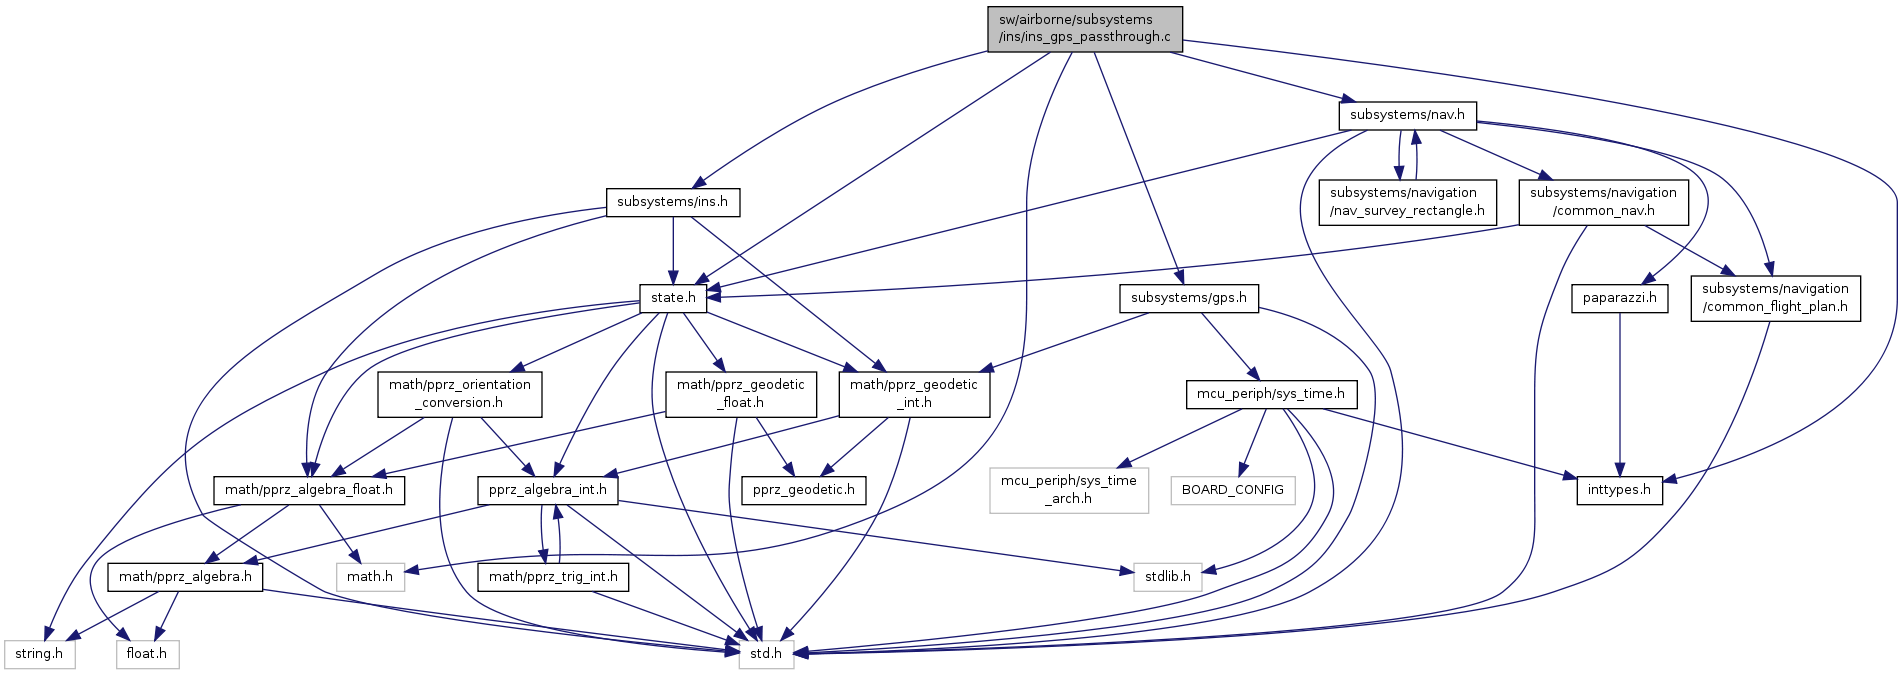 sw/airborne/subsystems
/ins/ins_gps_passthrough.c
subsystems/nav.h
subsystems/ins.h
subsystems/navigation
/nav_survey_rectangle.h
subsystems/navigation
/common_nav.h
state.h
subsystems/gps.h
paparazzi.h
subsystems/navigation
/common_flight_plan.h
math/pprz_orientation
_conversion.h
math/pprz_geodetic
_float.h
math/pprz_geodetic
_int.h
mcu_periph/sys_time.h
math/pprz_algebra_float.h
pprz_algebra_int.h
pprz_geodetic.h
mcu_periph/sys_time
_arch.h
BOARD_CONFIG
inttypes.h
math/pprz_algebra.h
math.h
math/pprz_trig_int.h
stdlib.h
string.h
float.h
std.h